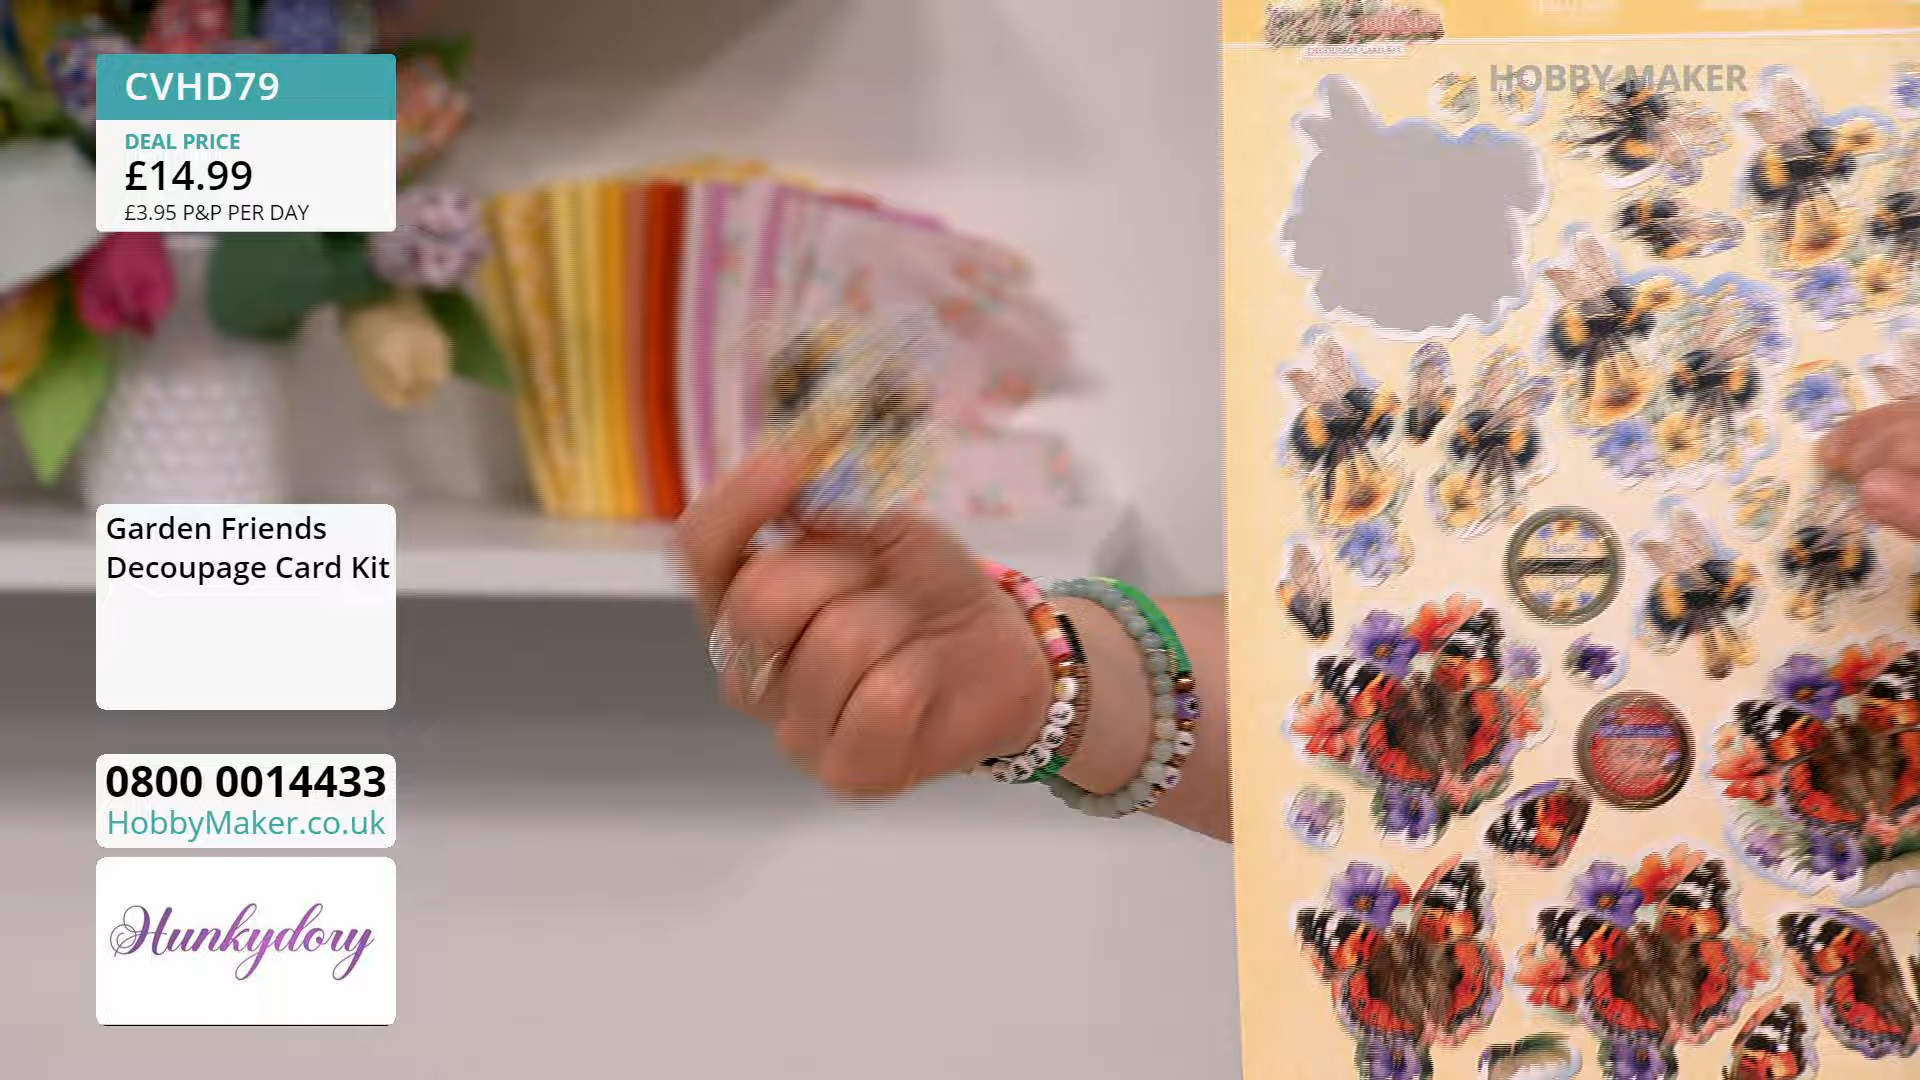 CVHD79
DEAL PRICE
£14.99
£3.95 P&P PER DAY
Garden Friends
Decoupage Card Kit
0800 0014433
HobbyMaker.co.uk
Hunkydory
HOBBY MAKER
FRIENDS